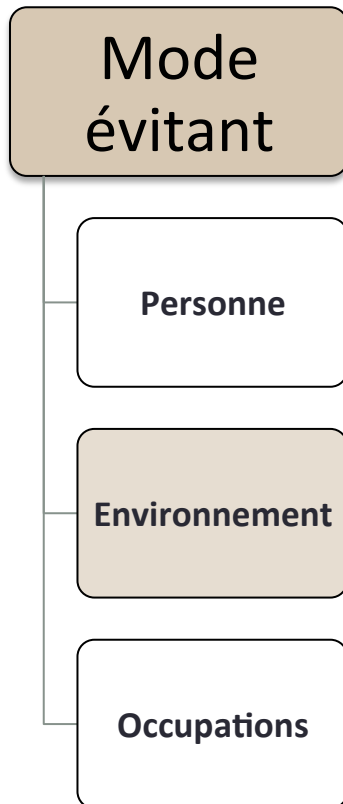 Mode
évitant
Personne
Environnement
Occupations